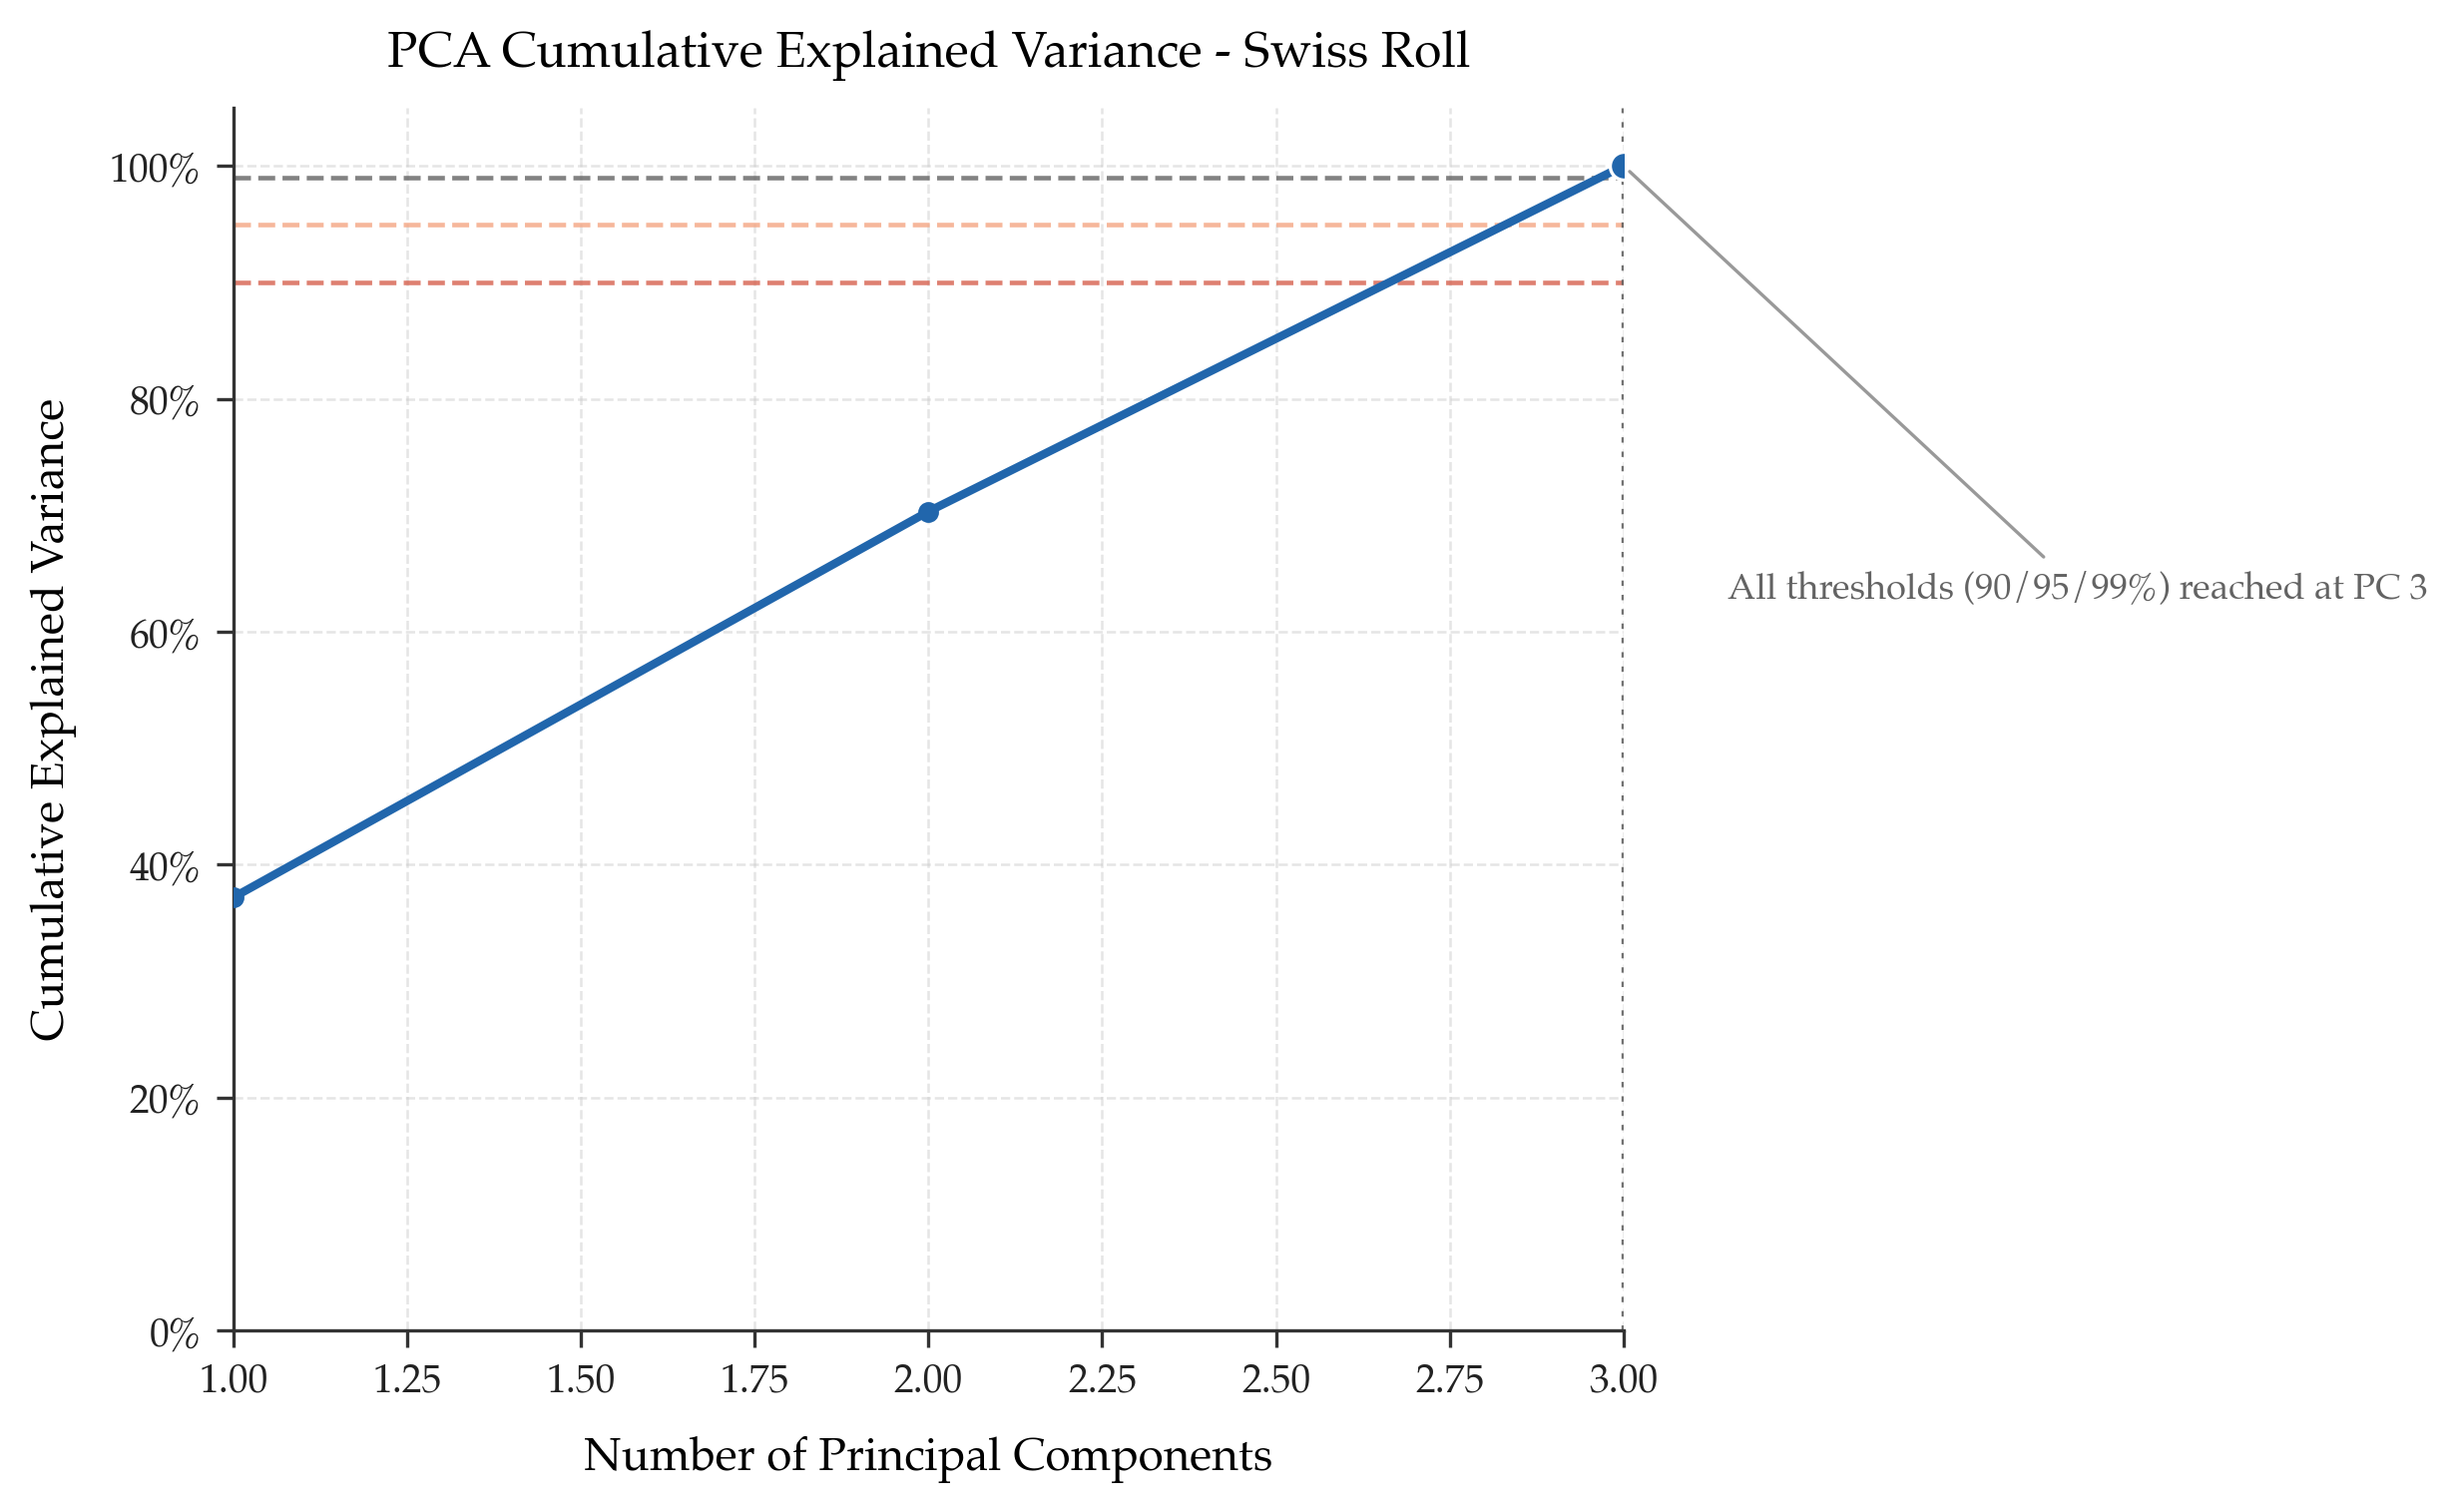 PCA Cumulative Explained Variance - Swiss Roll
Cumulative Explained Variance
100%
80%
60%
40%
20%
0%
All thresholds (90/95/99%) reached at PC 3
1.00 1.25 1.50 1.75 2.00 2.25 2.50 2.75 3.00
Number of Principal Components